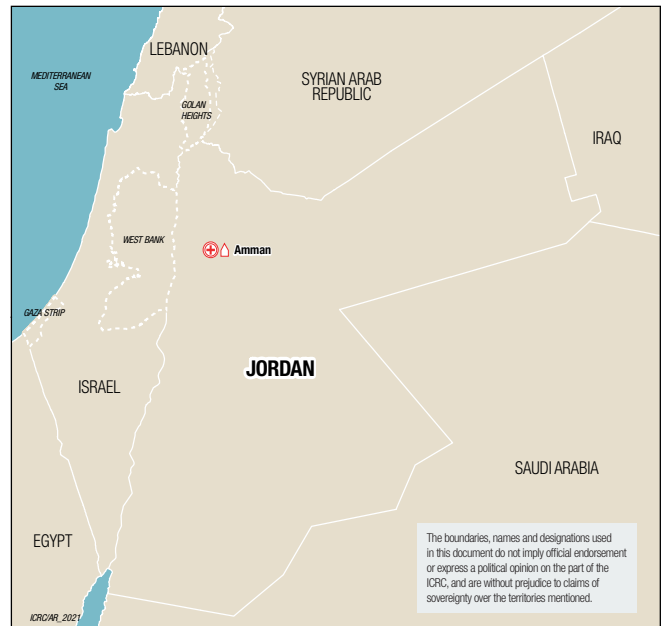 LEBANON
MEDITERRANEAN
SEA
SYRIAN ARAB
REPUBLIC
GOLAN
HEIGHTS
IRAQ
WEST BANK
Amman
GAZA STRIP
JORDAN
ISRAEL
SAUDI ARABIA
EGYPT
The boundaries, names and designations used
in this document do not imply official endorsement
or express a political opinion on the part of the
ICRC, and are without prejudice to claims of
sovereignty over the territories mentioned.
ICRC/AR_2021